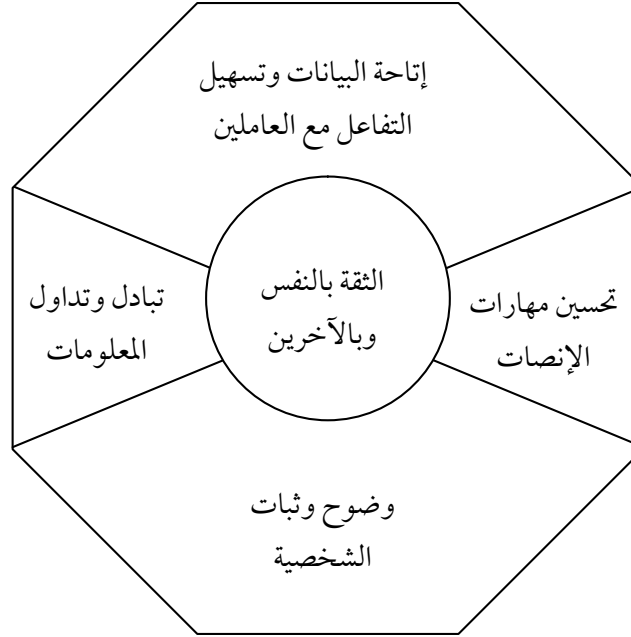 إتاحة البيانات وتسهيل
التفاعل مع العاملين
تحسين مهارات
الإنصات
الثقة بالنفس
وبالآخرين
تبادل وتداول
المعلومات
وضوح وثبات
الشخصية